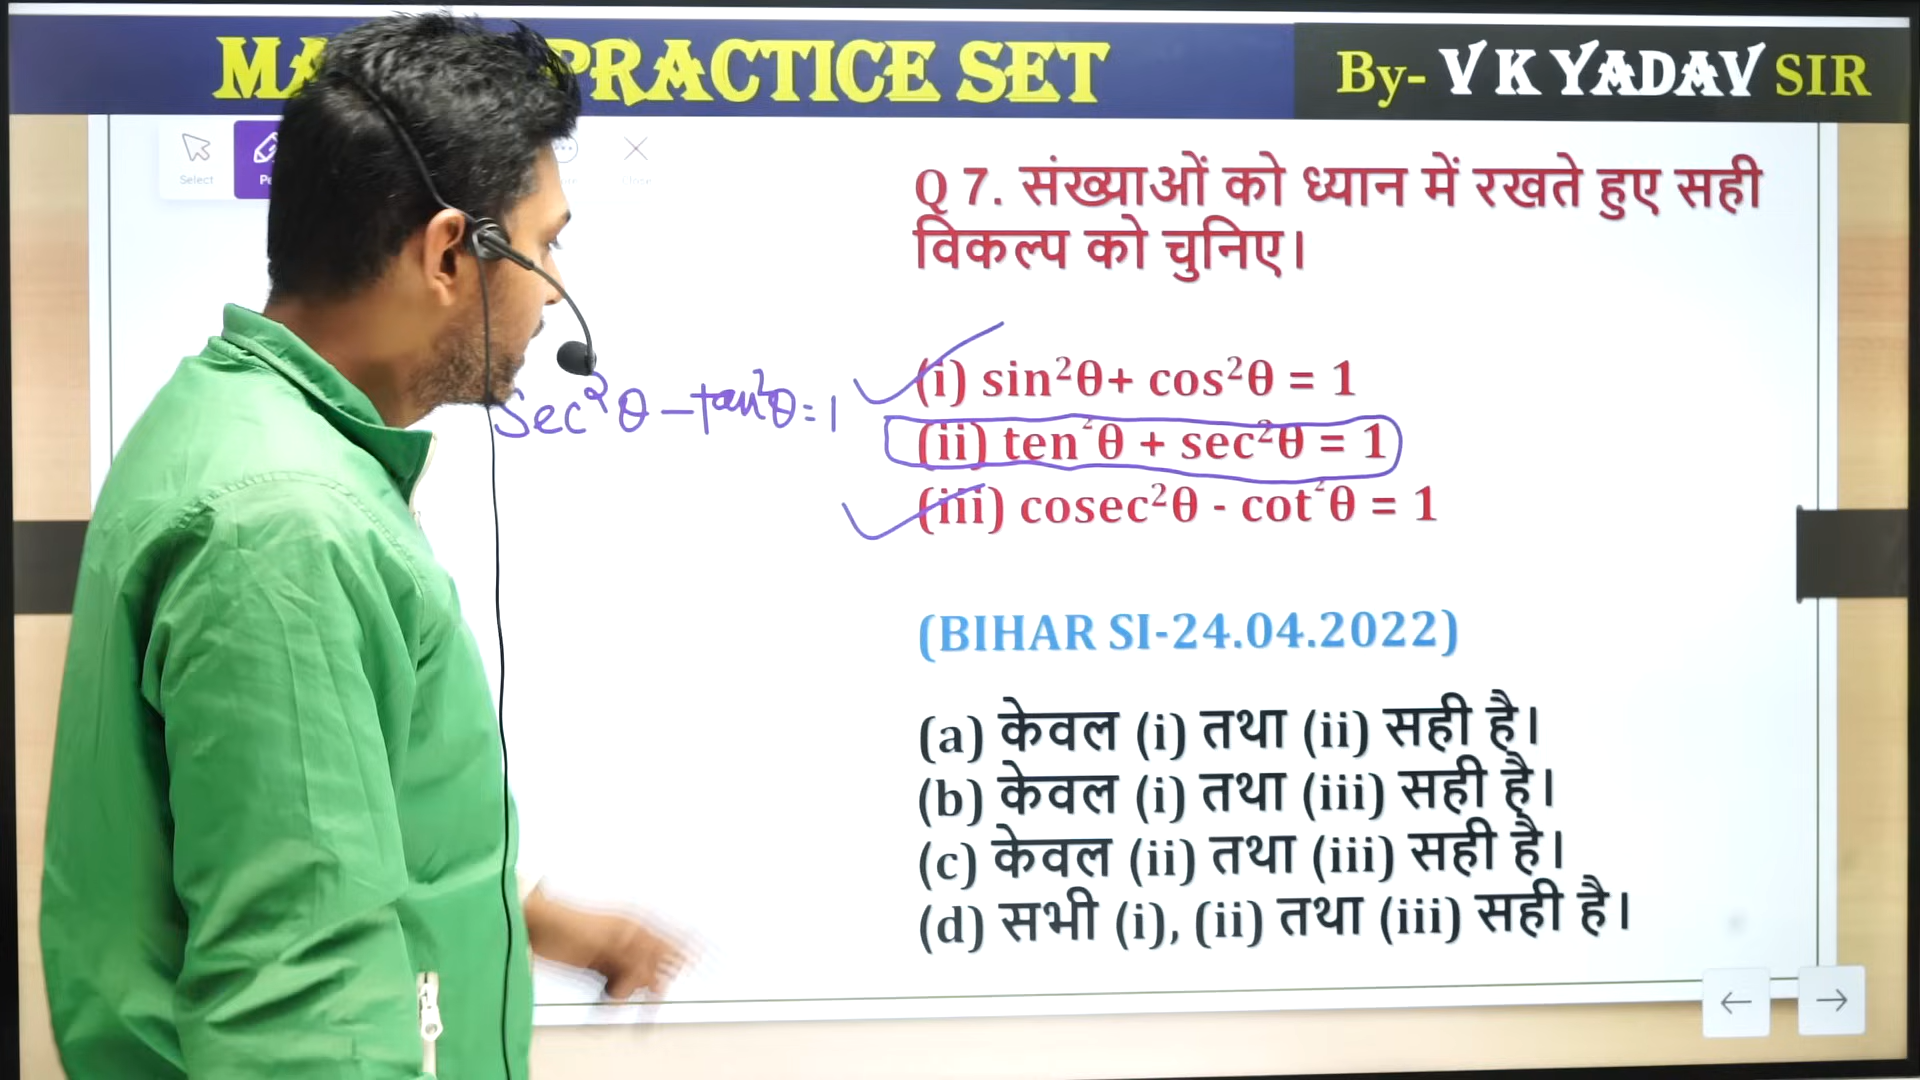 PRACTICE SET
By- V K YADAV SIR
Select
Q 7. संख्याओं को ध्यान में रखते हुए सही
विकल्प को चुनिए।
(i) sin²θ+ cos²θ = 1
sec²θ – tan²θ = 1
(ii) ten²θ + sec²θ = 1
(iii) cosec²θ - cot²θ = 1
(BIHAR SI-24.04.2022)
(a) केवल (i) तथा (ii) सही है।
(b) केवल (i) तथा (iii) सही है।
(c) केवल (ii) तथा (iii) सही है।
(d) सभी (i), (ii) तथा (iii) सही है।